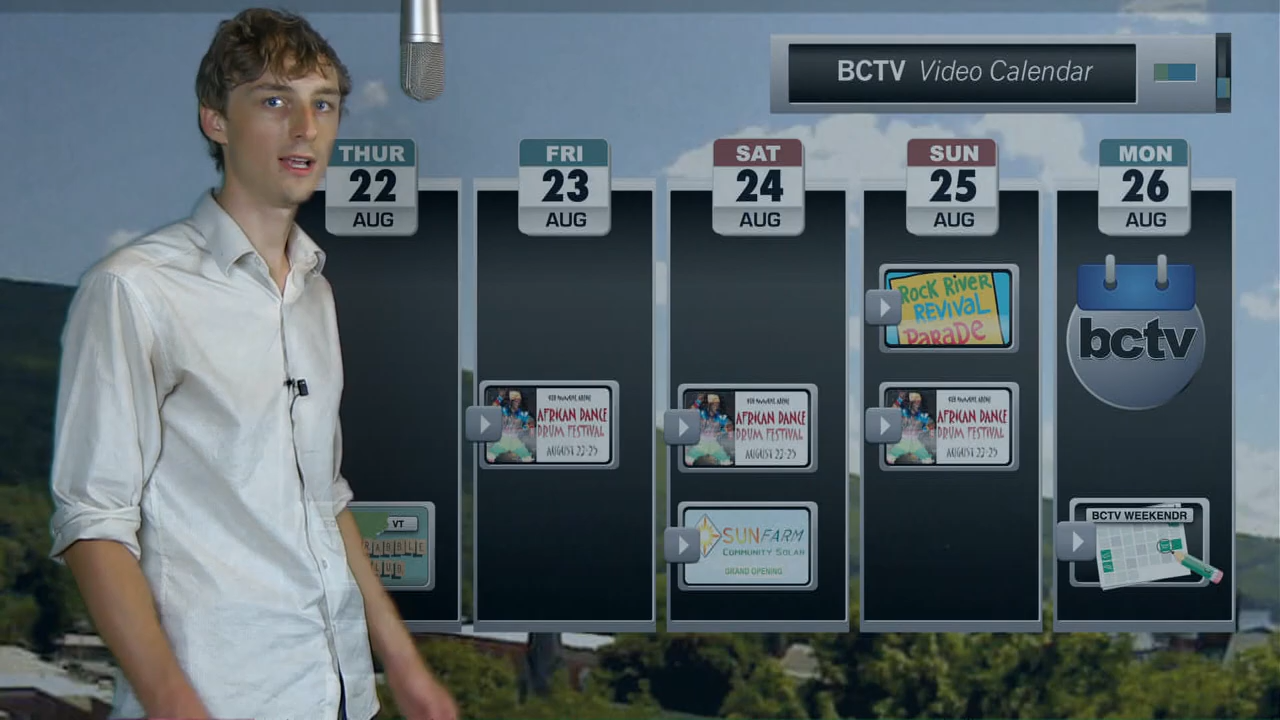 BCTV Video Calendar
THUR
22
AUG
FRI
23
AUG
SAT
24
AUG
SUN
25
AUG
MON
26
AUG
ROCK RIVER
REVIVAL
PARADE
bctv
AFRICAN DANCE
DRUM FESTIVAL
AUGUST 22-25
AFRICAN DANCE
DRUM FESTIVAL
AUGUST 22-25
AFRICAN DANCE
DRUM FESTIVAL
AUGUST 22-25
VT
RABBLE
LUB
SUNFARM
COMMUNITY SOLAR
GRAND OPENING
BCTV WEEKENDR